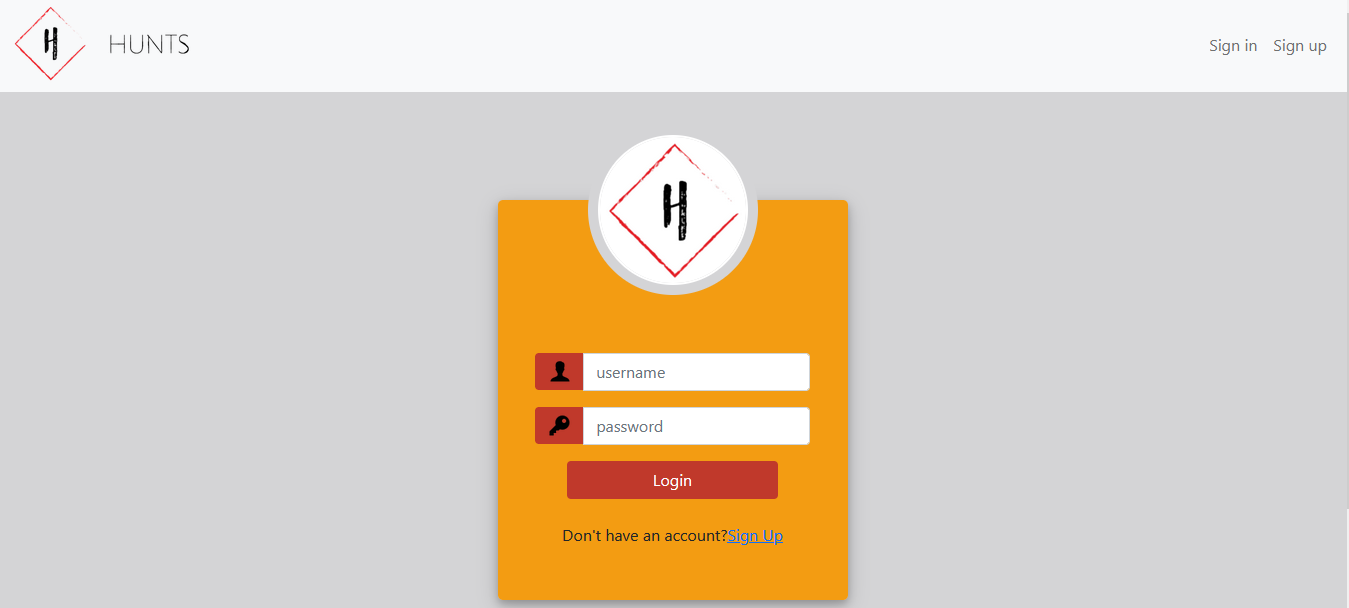 H
HUNTS
Sign in
Sign up
H
username
password
Login
Don't have an account?Sign Up